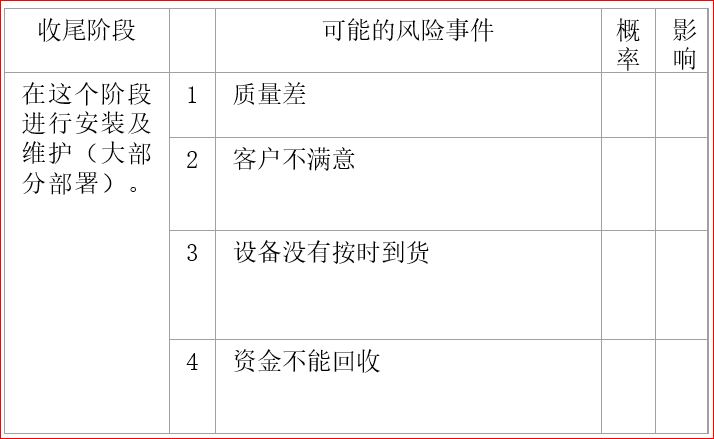 收尾阶段
可能的风险事件
概率
影响
在这个阶段
进行安装及
维护（大部
分部署）。
1 质量差
2 客户不满意
3 设备没有按时到货
4 资金不能回收